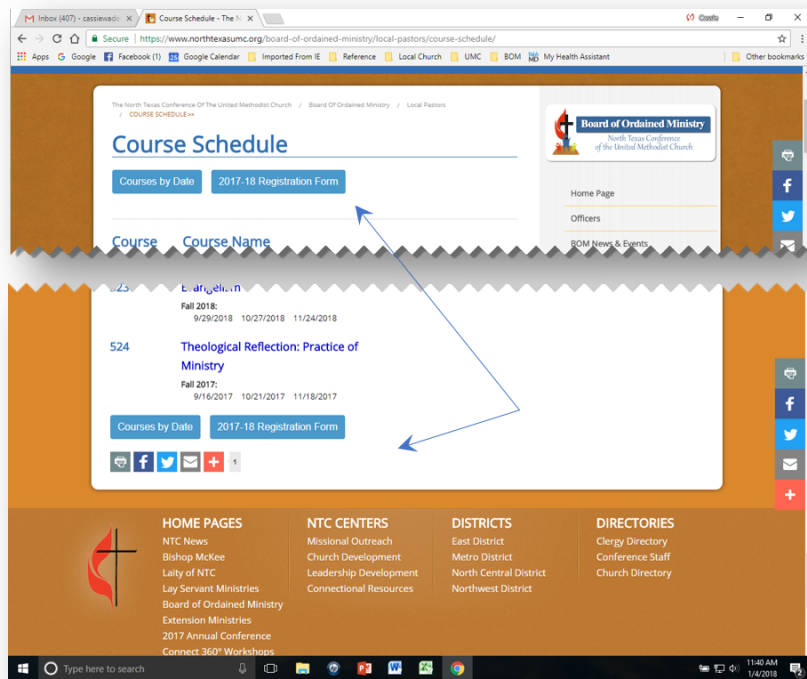 Inbox (407) - cassiewade
Course Schedule - The N
Cassie
Secure | https://www.northtexasumc.org/board-of-ordained-ministry/local-pastors/course-schedule/
Apps Google Facebook (1) Google Calendar Imported From IE Reference Local Church UMC BOM My Health Assistant Other bookmarks
The North Texas Conference Of The United Methodist Church / Board Of Ordained Ministry / Local Pastors
/ COURSE SCHEDULE>>
Course Schedule
Courses by Date 2017-18 Registration Form
Course Course Name
Board of Ordained Ministry
North Texas Conference
of the United Methodist Church
Home Page
Officers
BOM News & Events
523 Evangelism
Fall 2018:
9/29/2018 10/27/2018 11/24/2018
524 Theological Reflection: Practice of
Ministry
Fall 2017:
9/16/2017 10/21/2017 11/18/2017
Courses by Date 2017-18 Registration Form
1
HOME PAGES
NTC News
Bishop McKee
Laity of NTC
Lay Servant Ministries
Board of Ordained Ministry
Extension Ministries
2017 Annual Conference
Connect 360° Workshops
NTC CENTERS
Missional Outreach
Church Development
Leadership Development
Connectional Resources
DISTRICTS
East District
Metro District
North Central District
Northwest District
DIRECTORIES
Clergy Directory
Conference Staff
Church Directory
Type here to search
11:40 AM
1/4/2018